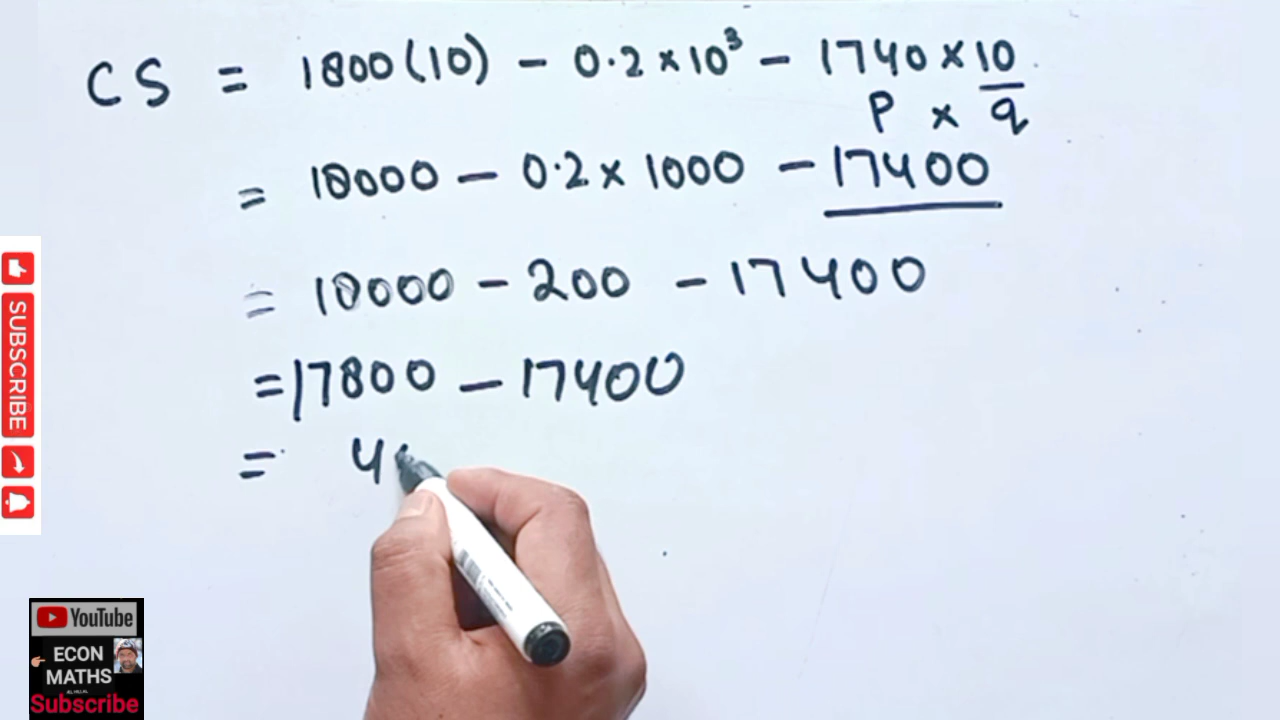 CS = 1800(10) - 0.2 × 10³ - 1740 × 10
P × q
= 18000 - 0.2 × 1000 - 17400
= 18000 - 200 - 17400
= 17800 - 17400
= 4
SUBSCRIBE
YouTube
ECON
MATHS
Subscribe